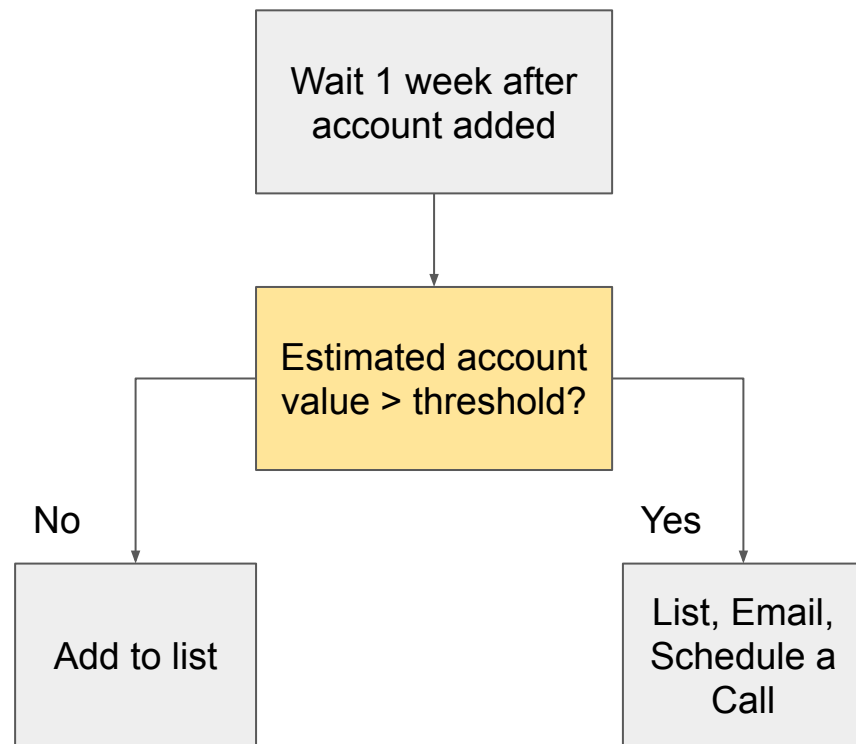 Wait 1 week after
account added
Estimated account
value > threshold?
No
Yes
Add to list
List, Email,
Schedule a
Call